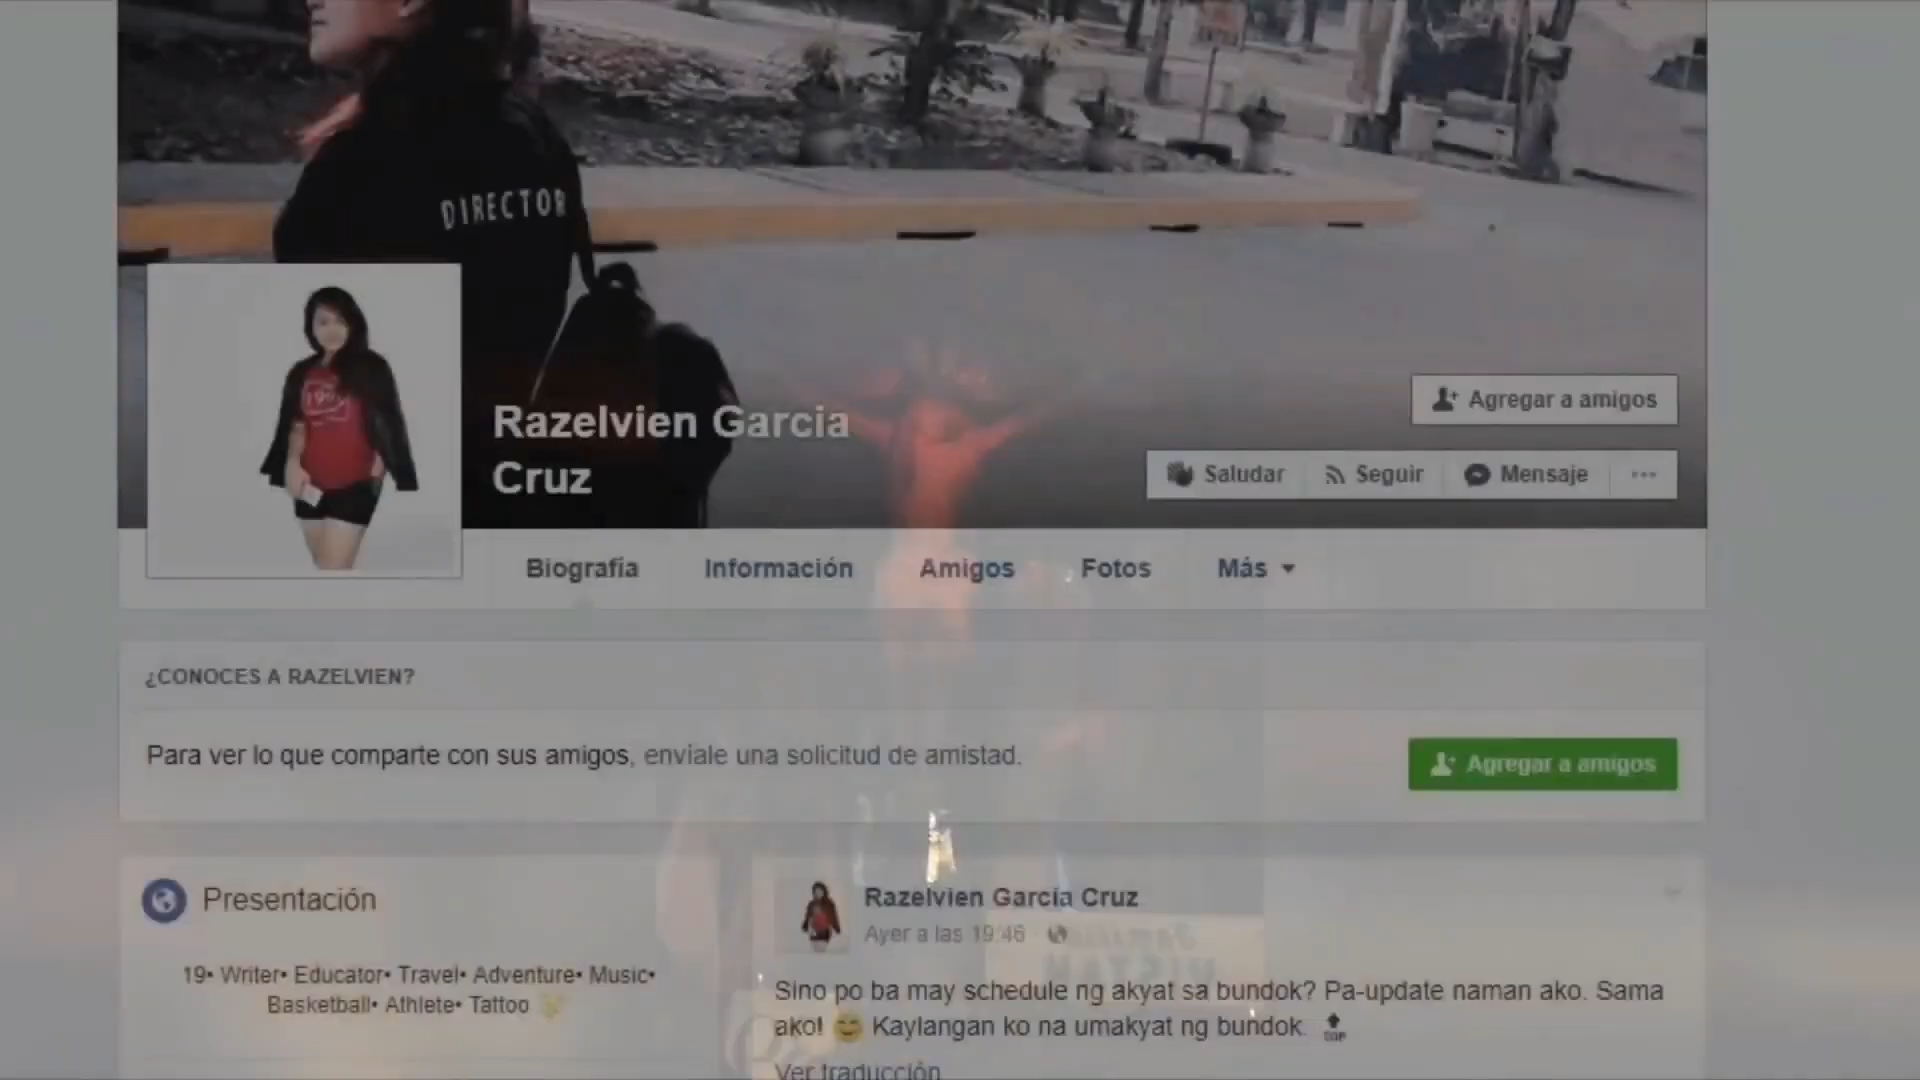 DIRECTOR
Razelvien Garcia
Cruz
Agregar a amigos
Saludar
Seguir
Mensaje
Biografía
Información
Amigos
Fotos
Más
¿CONOCES A RAZELVIEN?
Para ver lo que comparte con sus amigos, envíale una solicitud de amistad.
Agregar a amigos
Presentación
19• Writer• Educator• Travel• Adventure• Music•
Basketball• Athlete• Tattoo
Razelvien Garcia Cruz
Ayer a las 19:46
Sino po ba may schedule ng akyat sa bundok? Pa-update naman ako. Sama
ako! 😊 Kaylangan ko na umakyat ng bundok. TOP
Ver traducción